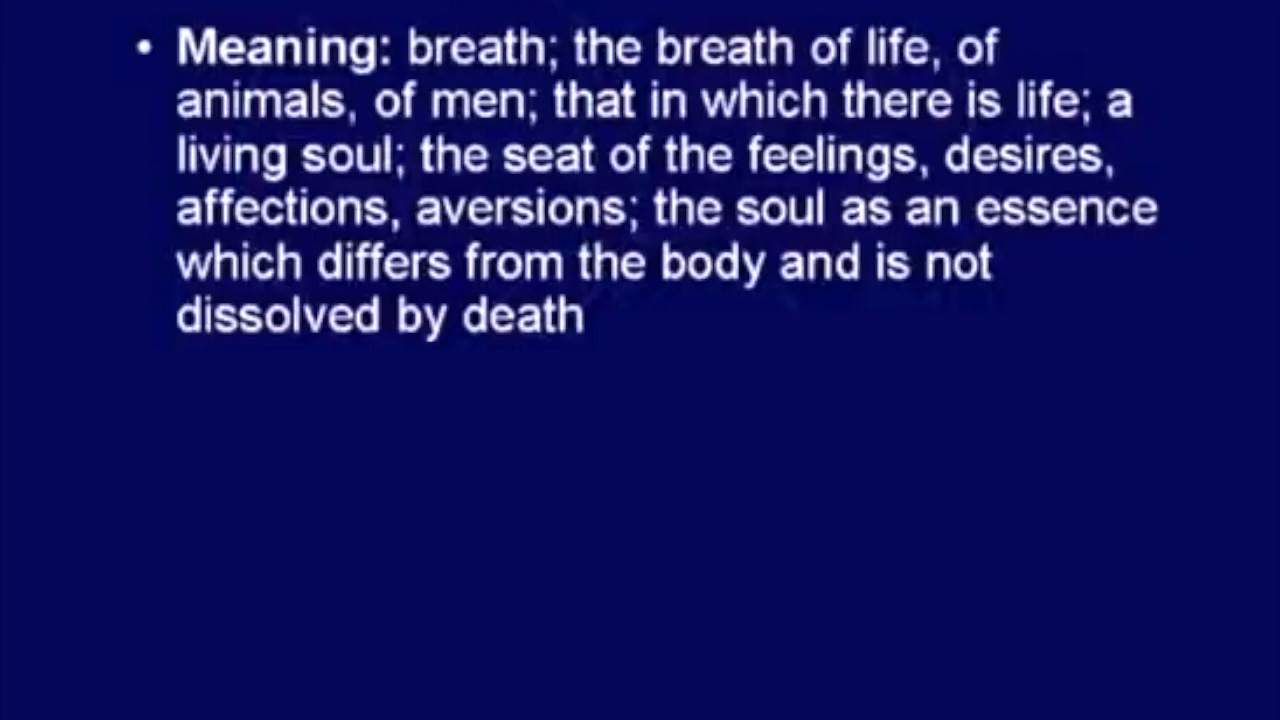 • Meaning: breath; the breath of life, of
animals, of men; that in which there is life; a
living soul; the seat of the feelings, desires,
affections, aversions; the soul as an essence
which differs from the body and is not
dissolved by death